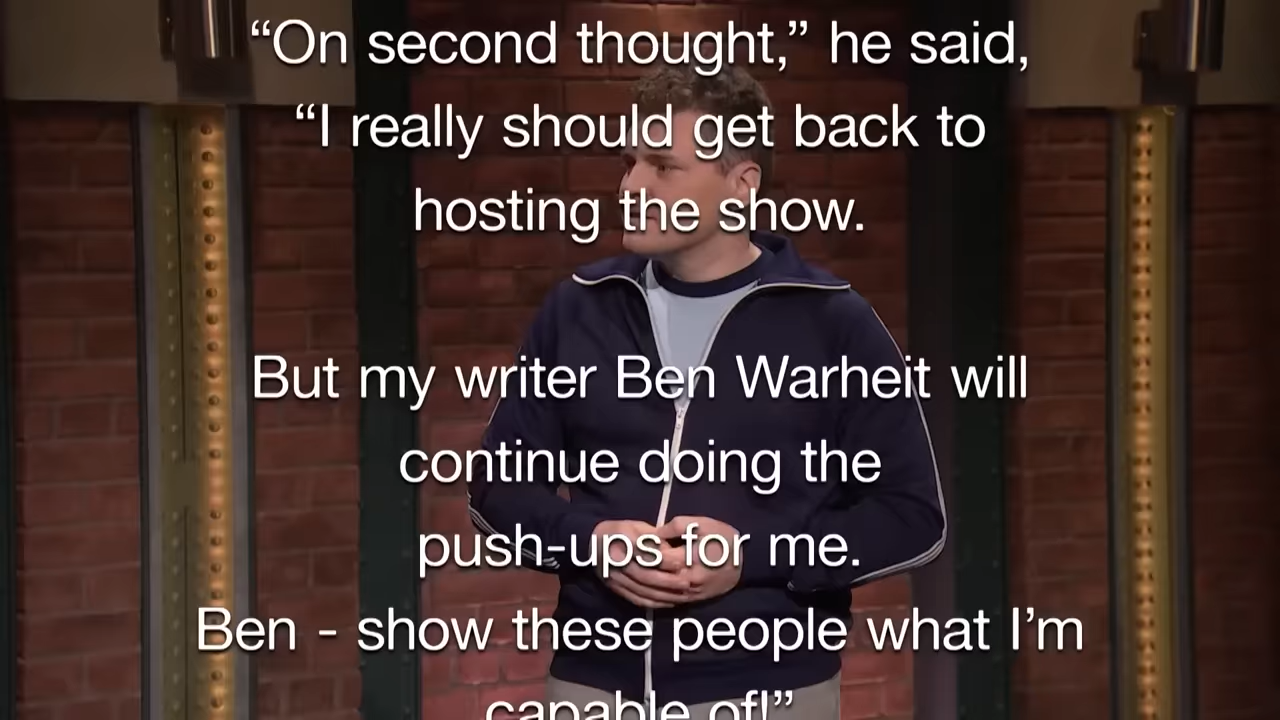 “On second thought,” he said,
“I really should get back to
hosting the show.
But my writer Ben Warheit will
continue doing the
push-ups for me.
Ben - show these people what I’m
capable of!”